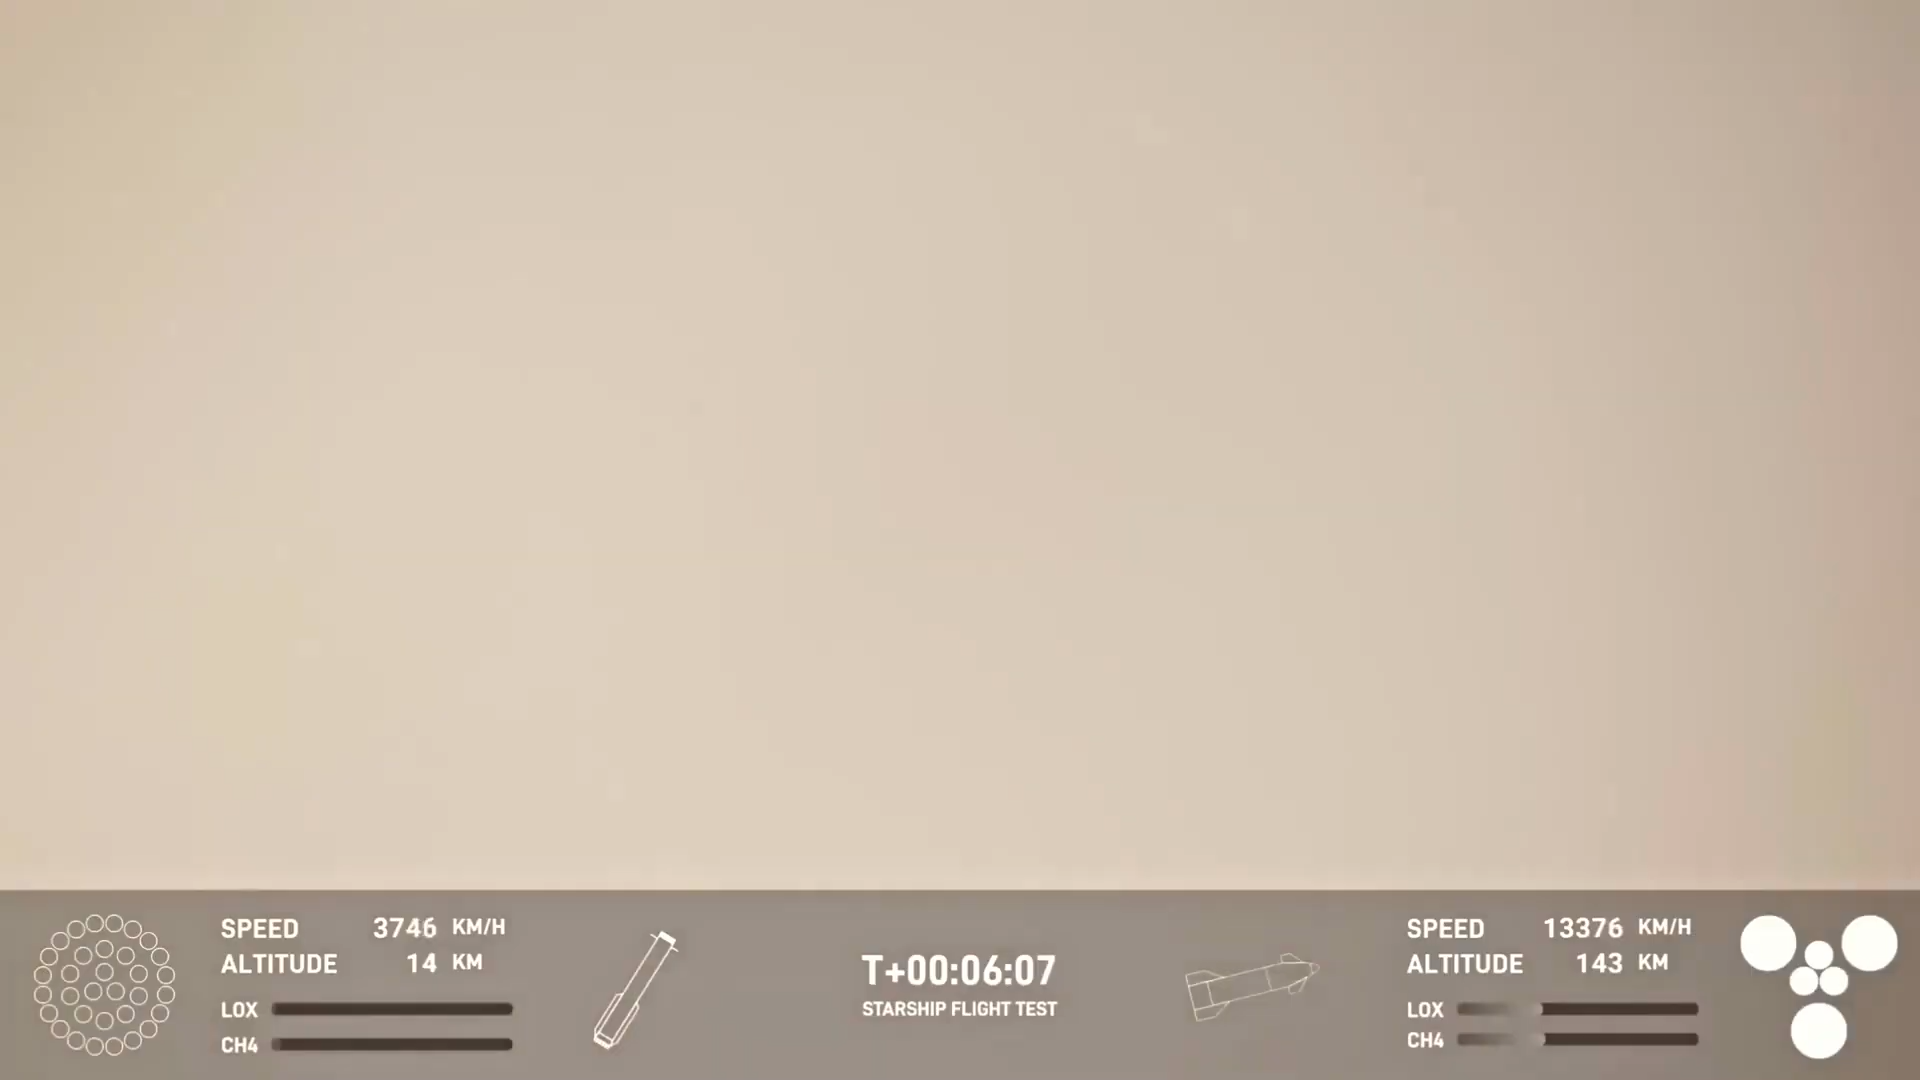 SPEED 3746 KM/H
ALTITUDE 14 KM
LOX
CH4
T+00:06:07
STARSHIP FLIGHT TEST
SPEED 13376 KM/H
ALTITUDE 143 KM
LOX
CH4